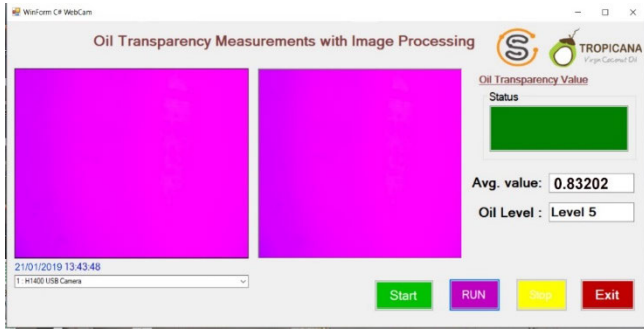 WinForm C# WebCam
Oil Transparency Measurements with Image Processing
TROPICANA
Virgin Coconut Oil
Oil Transparency Value
Status
Avg. value: 0.83202
Oil Level : Level 5
21/01/2019 13:43:48
1 : H1400 USB Camera
Start
RUN
Stop
Exit